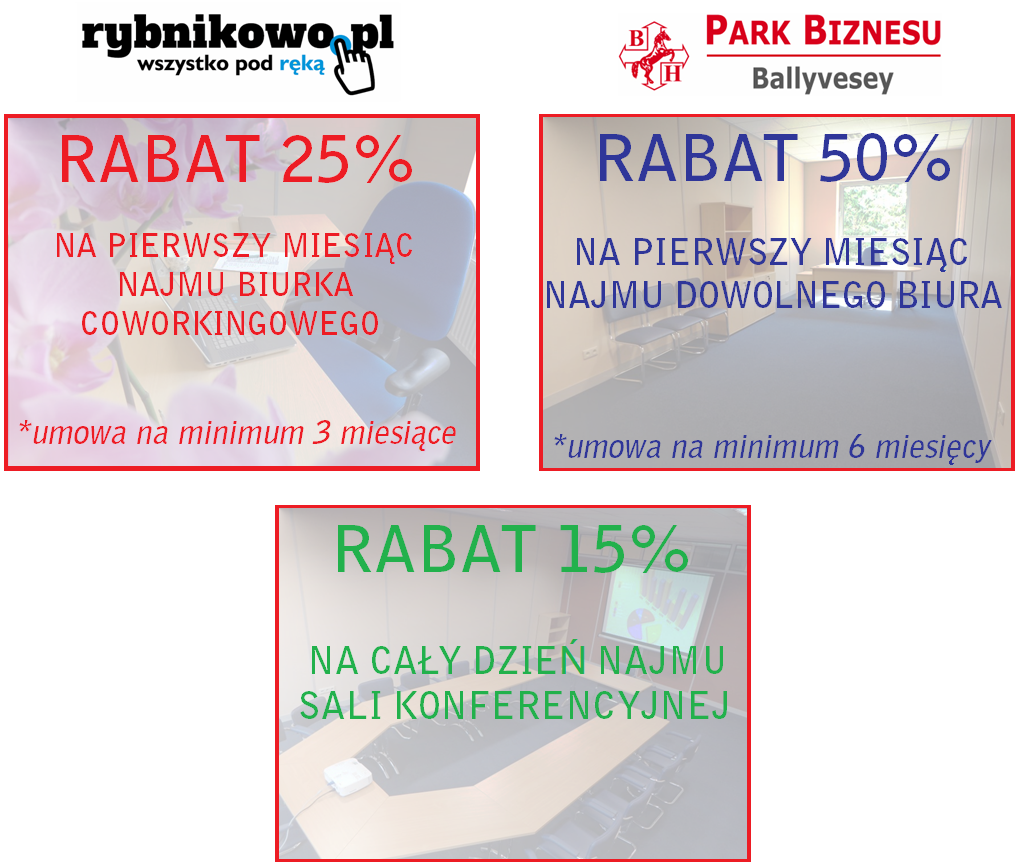 rybnikowo.pl
wszystko pod ręką
B
H
PARK BIZNESU
Ballyvesey
RABAT 25%
NA PIERWSZY MIESIĄC
NAJMU BIURKA
COWORKINGOWEGO
*umowa na minimum 3 miesiące
RABAT 50%
NA PIERWSZY MIESIĄC
NAJMU DOWOLNEGO BIURA
*umowa na minimum 6 miesięcy
RABAT 15%
NA CAŁY DZIEŃ NAJMU
SALI KONFERENCYJNEJ